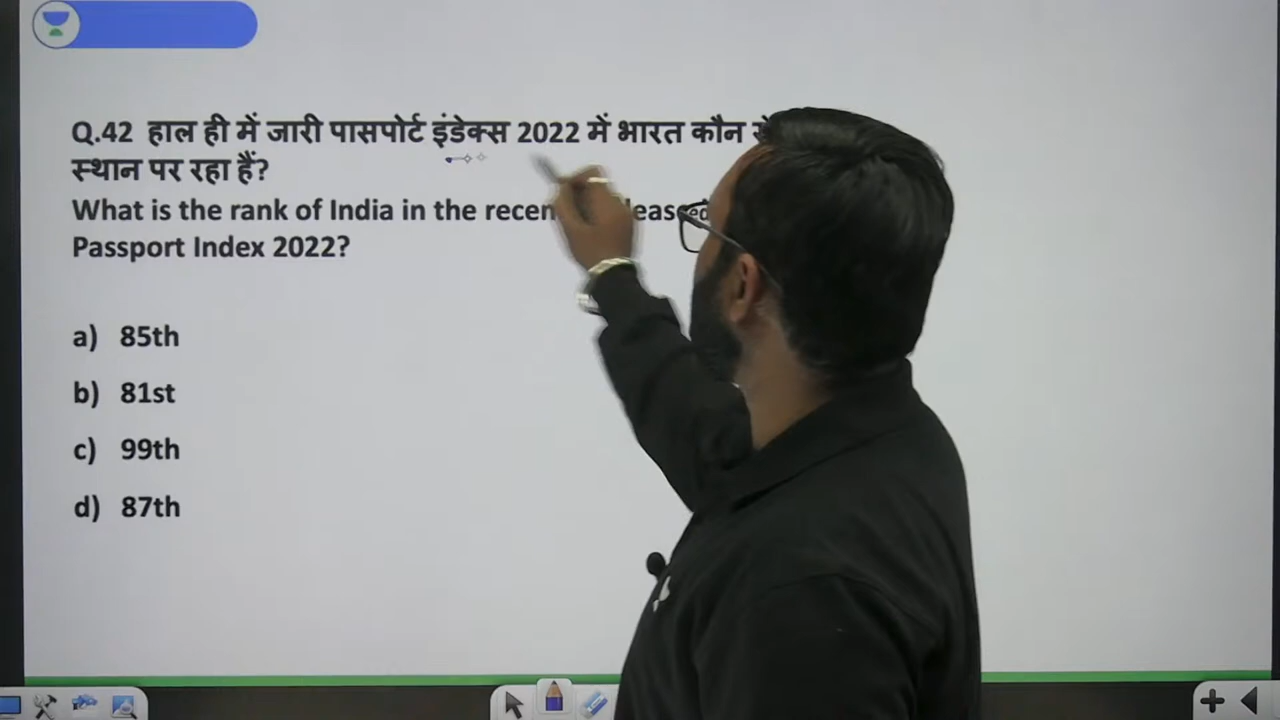 Q.42 हाल ही में जारी पासपोर्ट इंडेक्स 2022 में भारत कौन
स्थान पर रहा हैं?
What is the rank of India in the
Passport Index 2022?
a) 85th
b) 81st
c) 99th
d) 87th